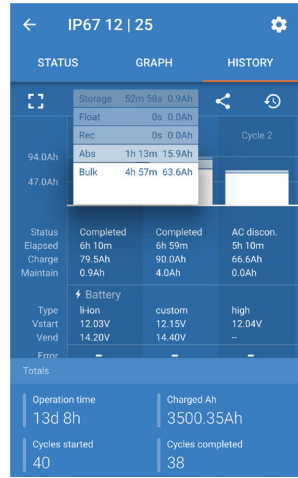 IP67 12 | 25
STATUS GRAPH HISTORY
Storage 52m 58s 0.9Ah
Float 0s 0.0Ah
Rec 0s 0.0Ah
Abs 1h 13m 15.9Ah
Bulk 4h 57m 63.6Ah
Cycle 2
94.0Ah
47.0Ah
Status Completed Completed AC discon.
Elapsed 6h 10m 6h 59m 5h 10m
Charge 79.5Ah 90.0Ah 66.6Ah
Maintain 0.9Ah 4.0Ah 0.0Ah
Battery
Type li-ion custom high
Vstart 12.03V 12.15V 12.04V
Vend 14.20V 14.40V –
Error – – –
Totals
Operation time Charged Ah
13d 8h 3500.35Ah
Cycles started Cycles completed
40 38